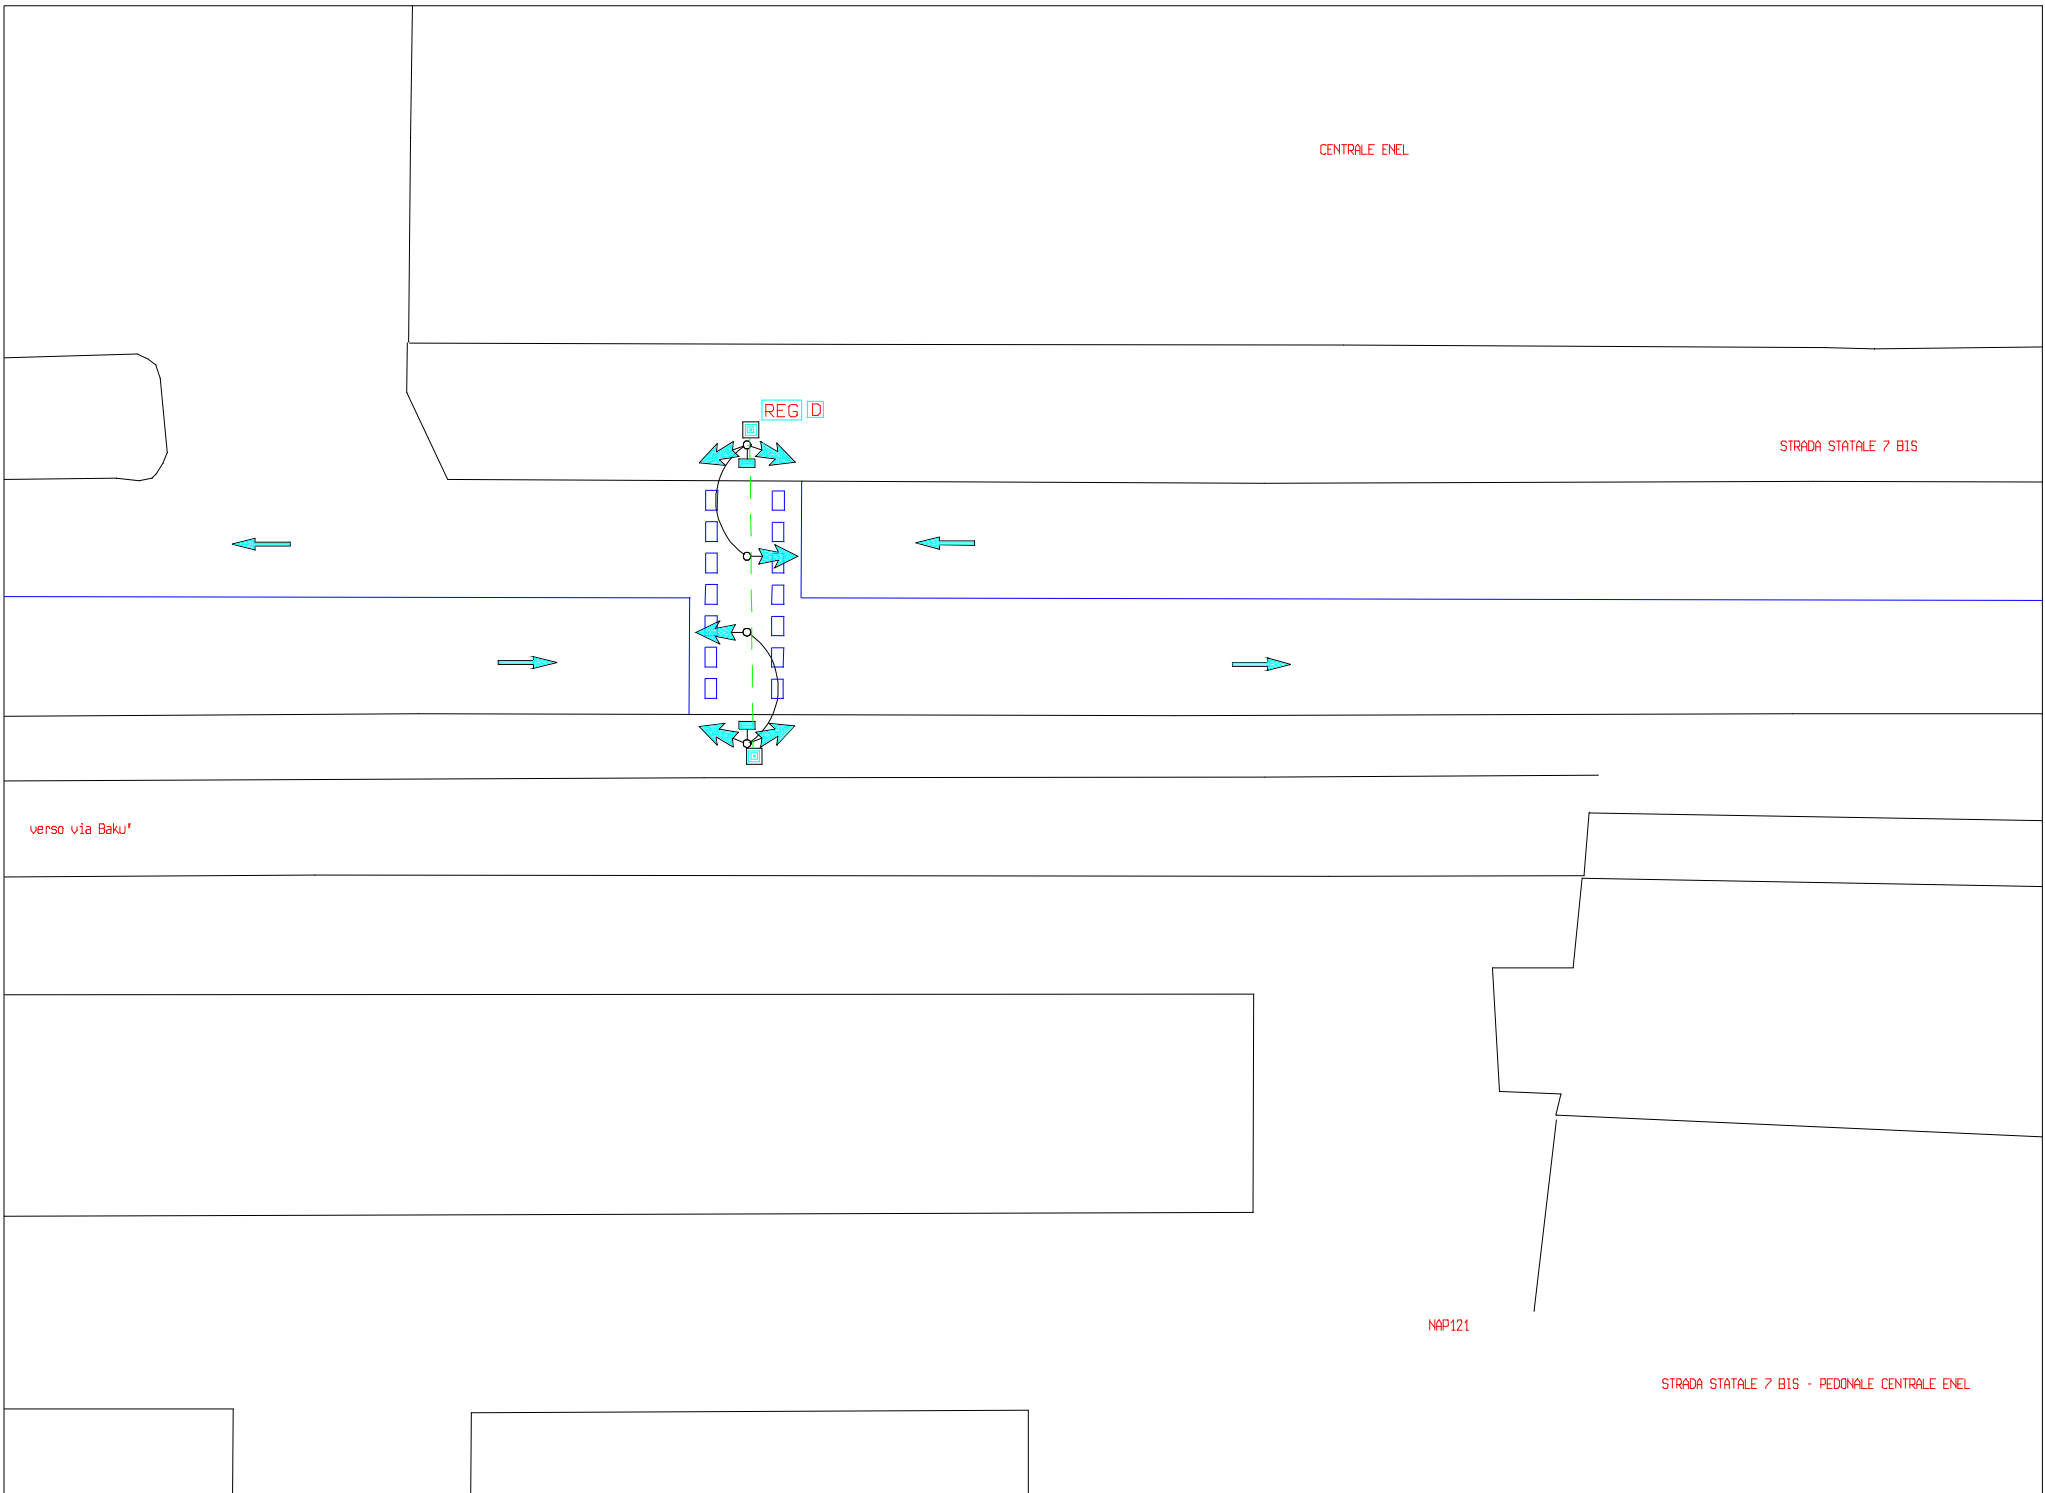 CENTRALE ENEL
REG D
STRADA STATALE 7 BIS
verso via Baku'
NAP121
STRADA STATALE 7 BIS - PEDONALE CENTRALE ENEL